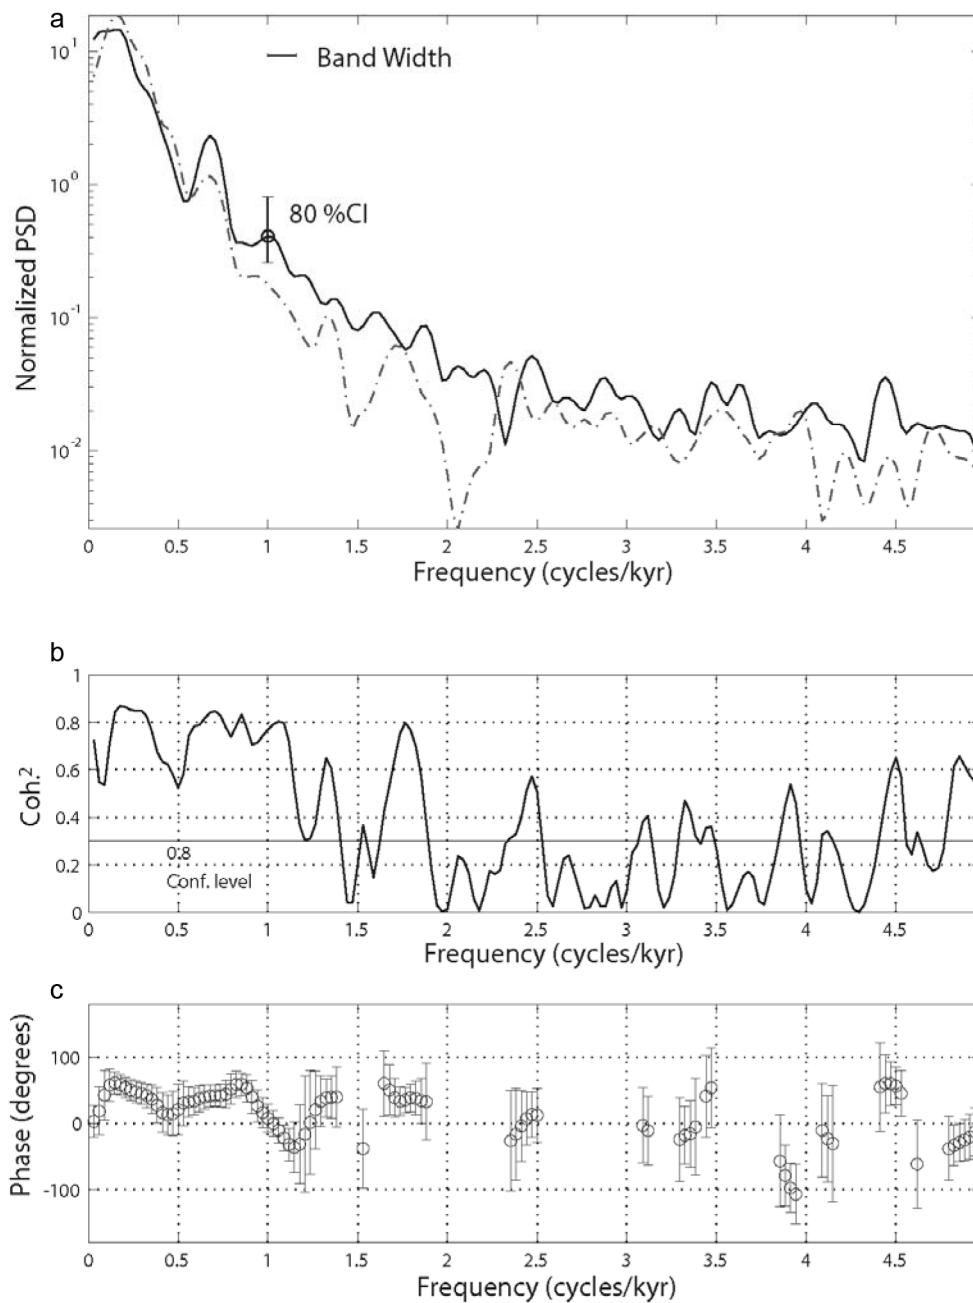 a
Band Width
80 %CI
Normalized PSD
10^1
10^0
10^-1
10^-2
0 0.5 1 1.5 2 2.5 3 3.5 4 4.5
Frequency (cycles/kyr)
b
Coh.^2
1
0.8
0.6
0.4
0.2
0
0.8
Conf. level
0 0.5 1 1.5 2 2.5 3 3.5 4 4.5
Frequency (cycles/kyr)
c
Phase (degrees)
100
0
-100
0 0.5 1 1.5 2 2.5 3 3.5 4 4.5
Frequency (cycles/kyr)